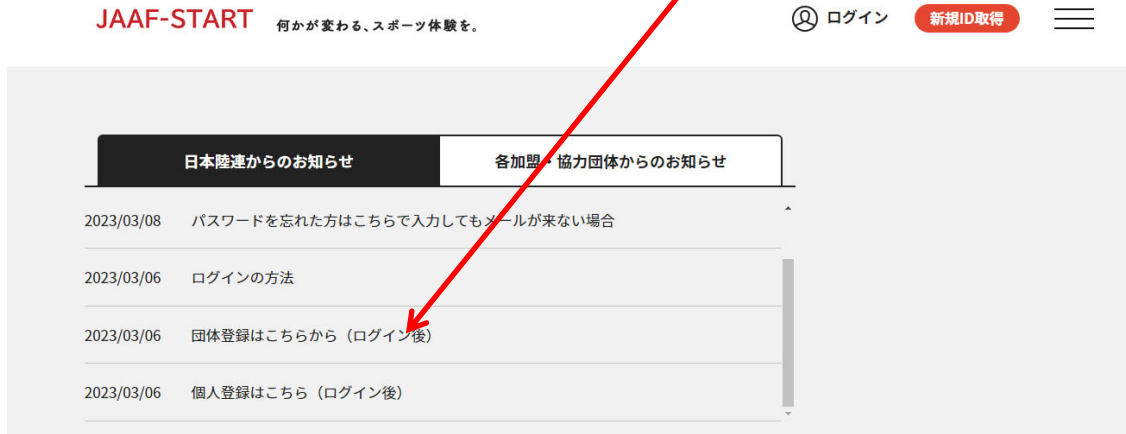 JAAF-START 何かが変わる、スポーツ体験を。 ログイン 新規ID取得
日本陸連からのお知らせ 各加盟・協力団体からのお知らせ
2023/03/08 パスワードを忘れた方はこちらで入力してもメールが来ない場合
2023/03/06 ログインの方法
2023/03/06 団体登録はこちらから（ログイン後）
2023/03/06 個人登録はこちら（ログイン後）